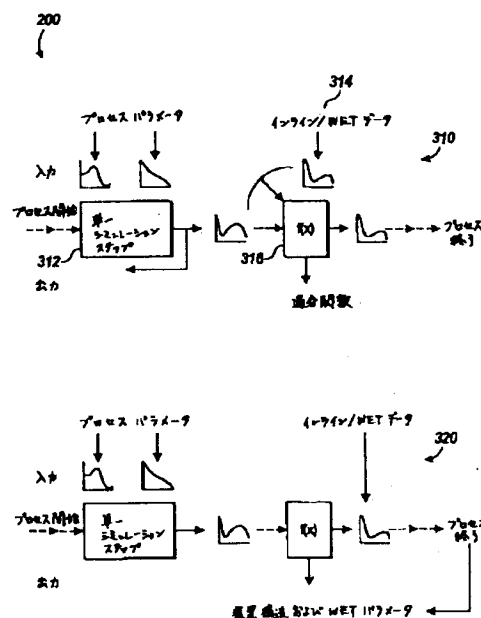 200
プロセス パラメータ
314
インライン/WET データ
310
入力
プロセス開始
単一
シミュレーション
ステップ
312
f(x)
316
プロセス
終了
出力
適合関数
プロセス パラメータ
インライン/WET データ
320
入力
プロセス開始
単一
シミュレーション
ステップ
f(x)
プロセス
終了
出力
装置構造および WET パラメータ